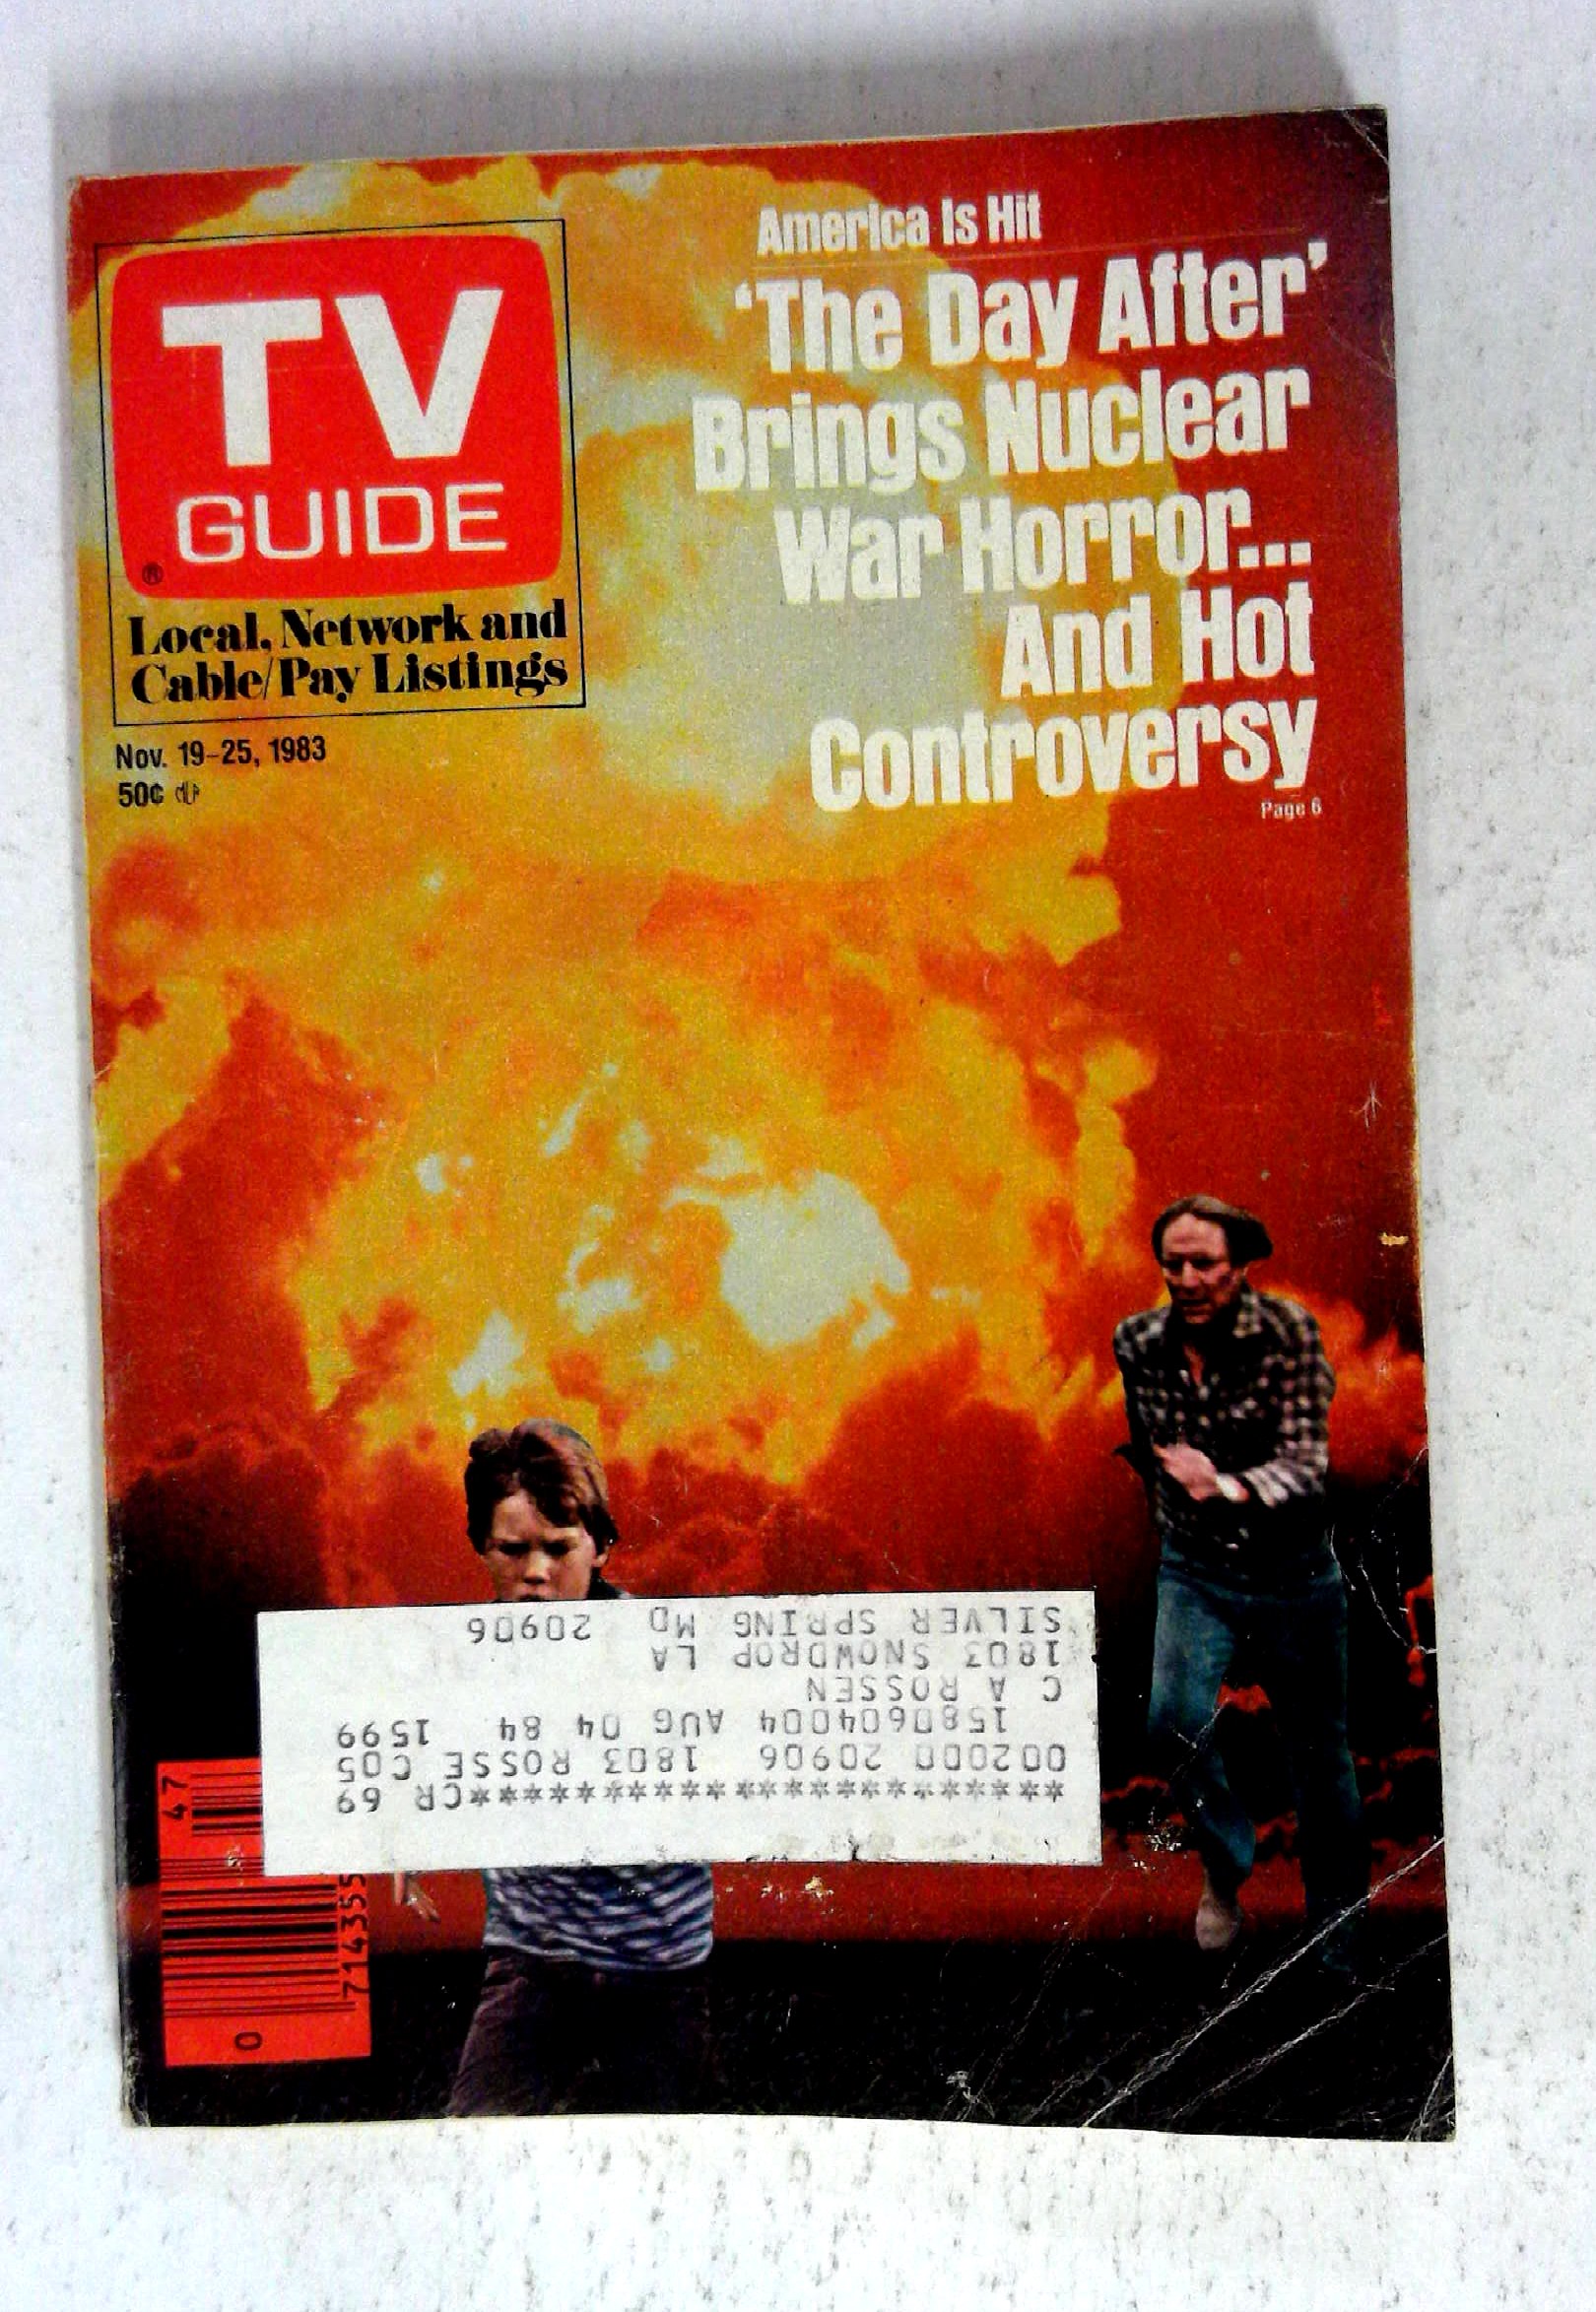 TV
GUIDE
®
Local, Network and
Cable/Pay Listings
Nov. 19-25, 1983
50¢
America Is Hit
‘The Day After’
Brings Nuclear
War Horror...
And Hot
Controversy
Page 6
***********************CR 69
002000 20906 1803 ROSSE C05
1580604004 AUG 04 84 1599
C A ROSSEN
1803 SNOWDROP LA
SILVER SPRING MD 20906
47
0
714355